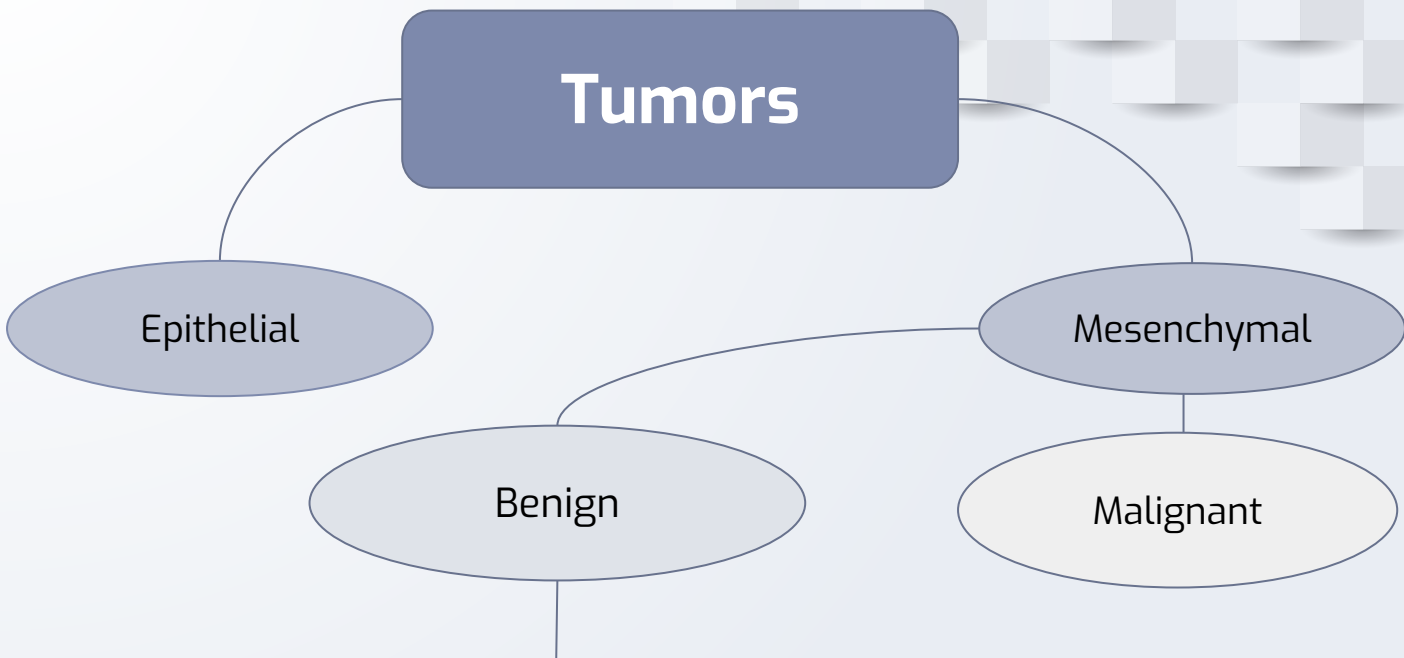 Tumors
Epithelial
Mesenchymal
Benign
Malignant